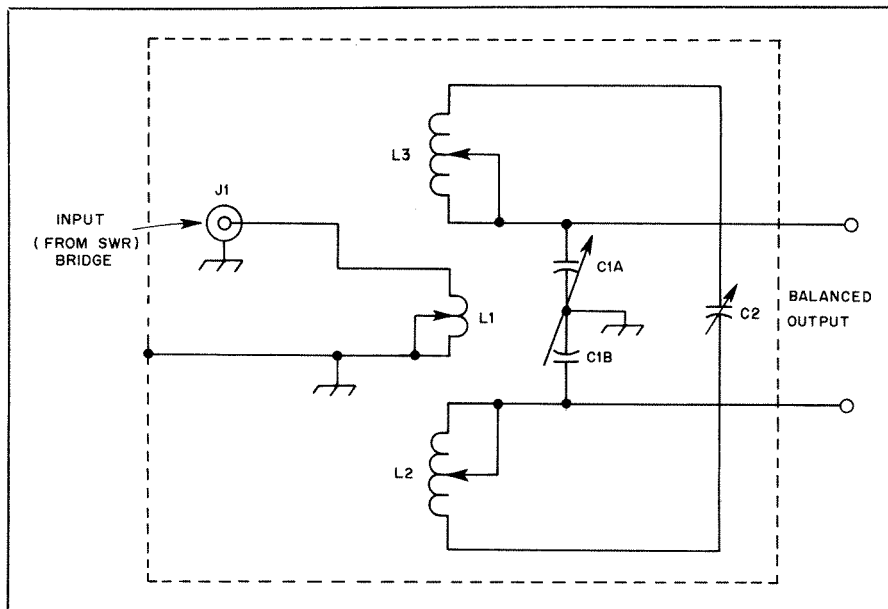 L3
J1
INPUT
(FROM SWR)
BRIDGE
C1A
L1
C2
BALANCED
OUTPUT
C1B
L2